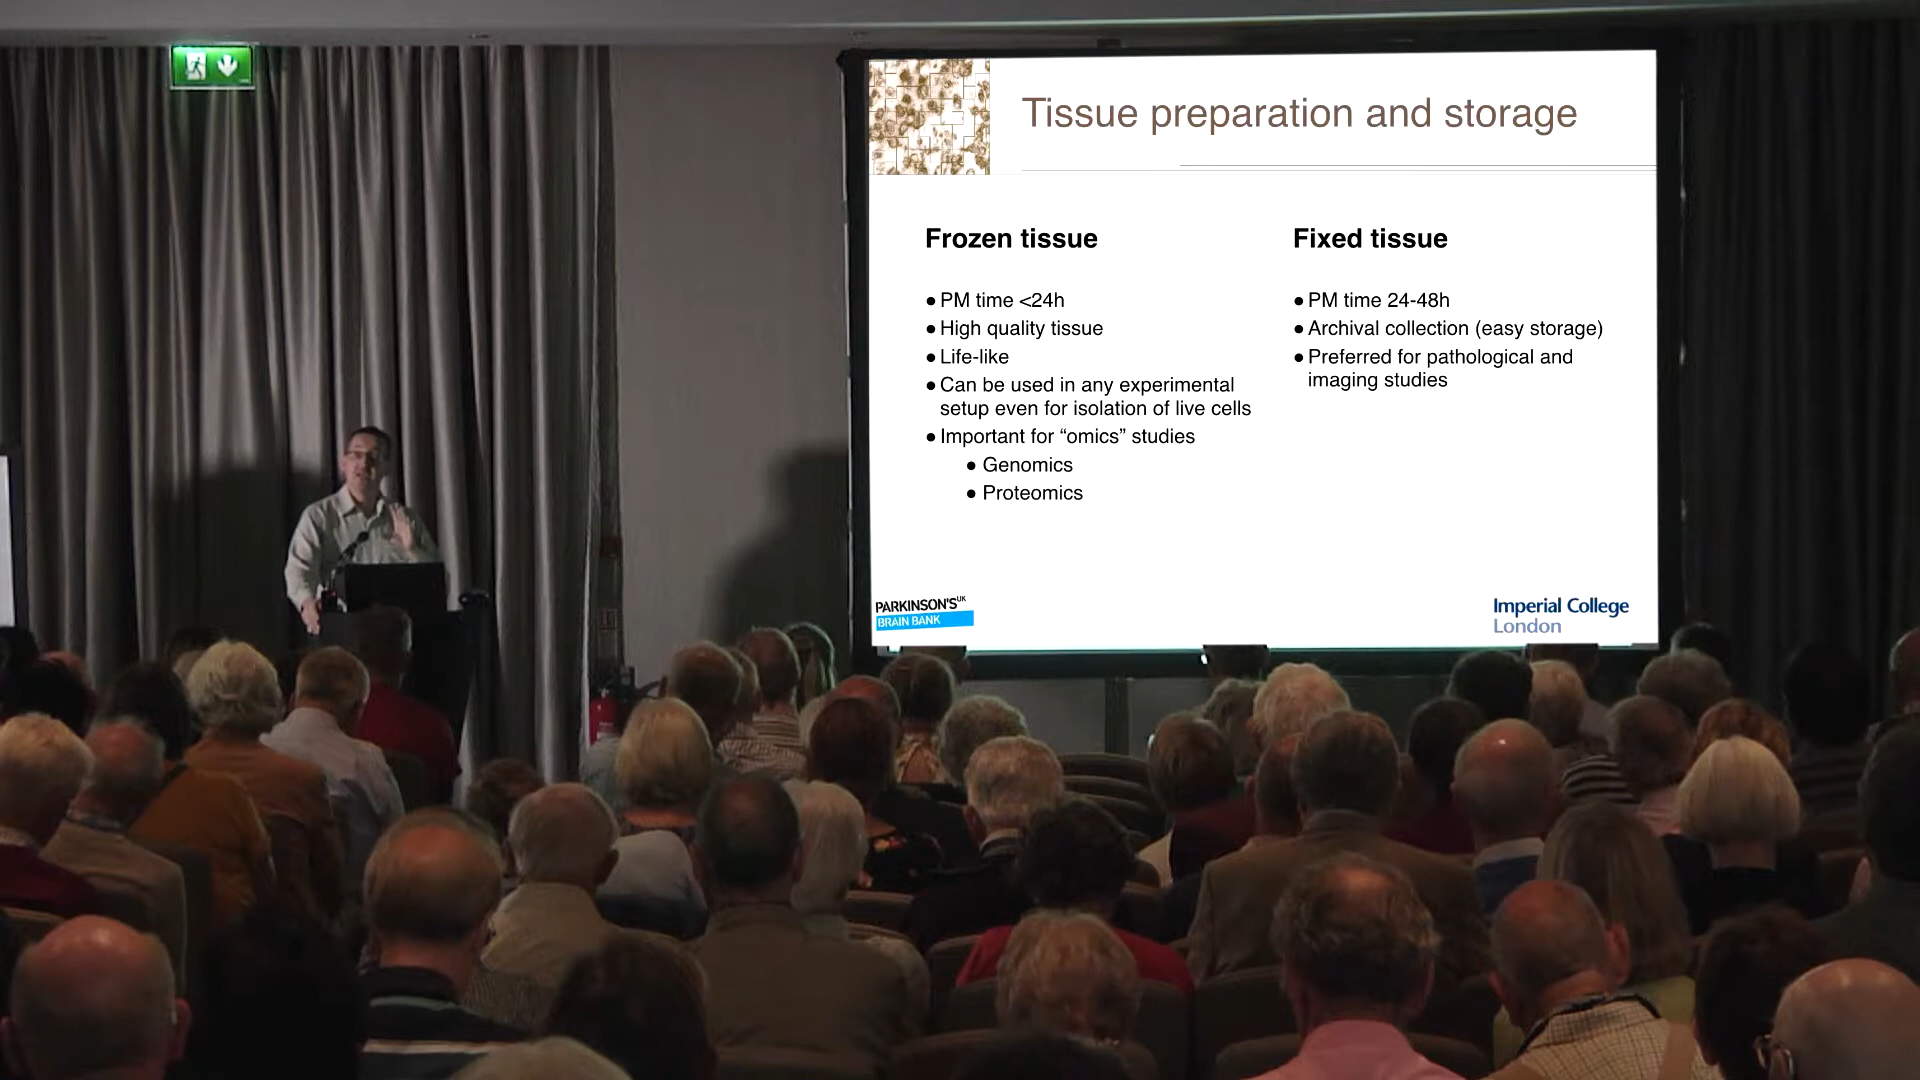 Tissue preparation and storage
Frozen tissue
● PM time <24h
● High quality tissue
● Life-like
● Can be used in any experimental
setup even for isolation of live cells
● Important for “omics” studies
● Genomics
● Proteomics
Fixed tissue
● PM time 24-48h
● Archival collection (easy storage)
● Preferred for pathological and
imaging studies
PARKINSON'S UK
BRAIN BANK
Imperial College
London